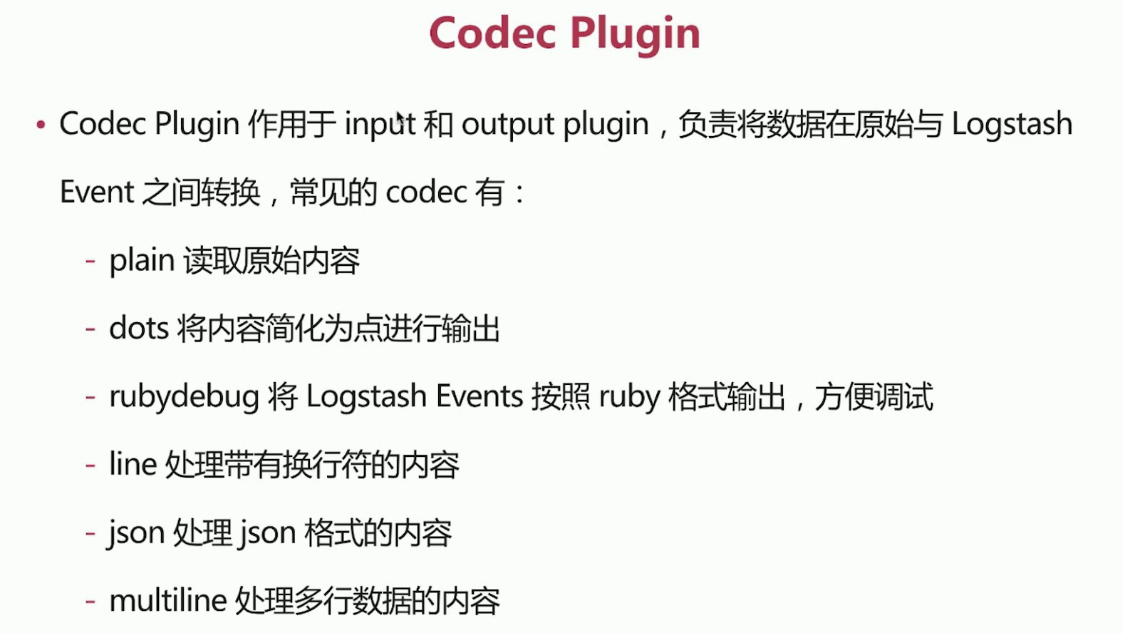 Codec Plugin
• Codec Plugin 作用于 input 和 output plugin，负责将数据在原始与 Logstash
Event 之间转换，常见的 codec 有：
- plain 读取原始内容
- dots 将内容简化为点进行输出
- rubydebug 将 Logstash Events 按照 ruby 格式输出，方便调试
- line 处理带有换行符的内容
- json 处理 json 格式的内容
- multiline 处理多行数据的内容